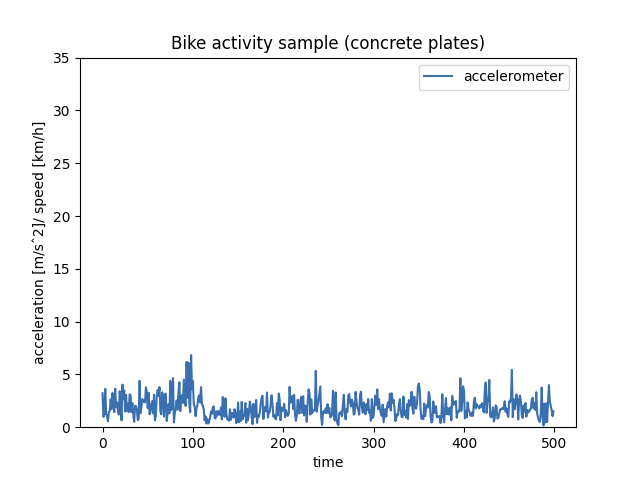 Bike activity sample (concrete plates)
accelerometer
35
30
25
20
15
10
5
0
acceleration [m/sˆ2]/ speed [km/h]
0 100 200 300 400 500
time